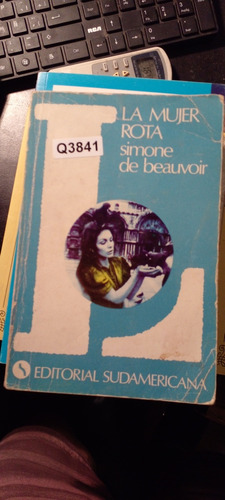 LA MUJER
ROTA
simone
de beauvoir
Q3841
L
EDITORIAL SUDAMERICANA